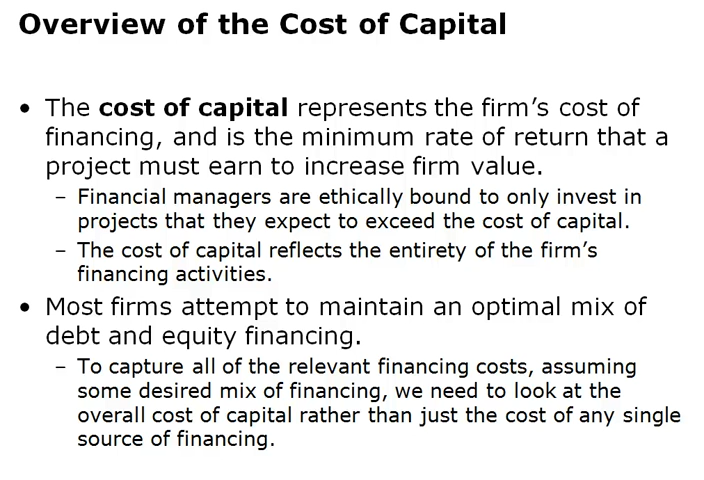 Overview of the Cost of Capital
• The cost of capital represents the firm's cost of
financing, and is the minimum rate of return that a
project must earn to increase firm value.
– Financial managers are ethically bound to only invest in
projects that they expect to exceed the cost of capital.
– The cost of capital reflects the entirety of the firm's
financing activities.
• Most firms attempt to maintain an optimal mix of
debt and equity financing.
– To capture all of the relevant financing costs, assuming
some desired mix of financing, we need to look at the
overall cost of capital rather than just the cost of any single
source of financing.